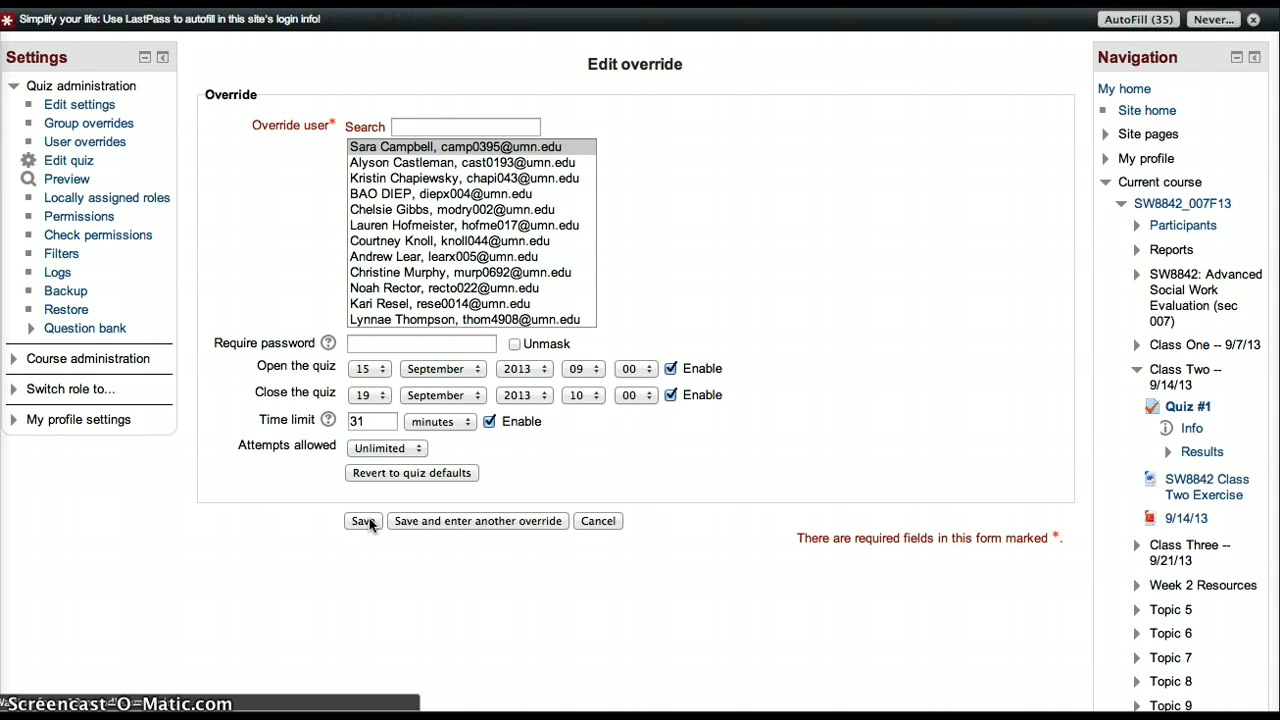 Simplify your life: Use LastPass to autofill in this site's login info!
AutoFill (35)
Never...
Settings
Quiz administration
Edit settings
Group overrides
User overrides
Edit quiz
Preview
Locally assigned roles
Permissions
Check permissions
Filters
Logs
Backup
Restore
Question bank
Course administration
Switch role to...
My profile settings
Edit override
Override
Override user*
Search
Sara Campbell, camp0395@umn.edu
Alyson Castleman, cast0193@umn.edu
Kristin Chapiewsky, chapi043@umn.edu
BAO DIEP, diepx004@umn.edu
Chelsie Gibbs, modry002@umn.edu
Lauren Hofmeister, hofme017@umn.edu
Courtney Knoll, knoll044@umn.edu
Andrew Lear, learx005@umn.edu
Christine Murphy, murp0692@umn.edu
Noah Rector, recto022@umn.edu
Kari Resel, rese0014@umn.edu
Lynnae Thompson, thom4908@umn.edu
Require password
Unmask
Open the quiz 15 September 2013 09 00 Enable
Close the quiz 19 September 2013 10 00 Enable
Time limit 31 minutes Enable
Attempts allowed Unlimited
Revert to quiz defaults
Save Save and enter another override Cancel
There are required fields in this form marked *.
Navigation
My home
Site home
Site pages
My profile
Current course
SW8842_007F13
Participants
Reports
SW8842: Advanced
Social Work
Evaluation (sec
007)
Class One -- 9/7/13
Class Two --
9/14/13
Quiz #1
Info
Results
SW8842 Class
Two Exercise
9/14/13
Class Three --
9/21/13
Week 2 Resources
Topic 5
Topic 6
Topic 7
Topic 8
Topic 9
Screencast-O-Matic.com